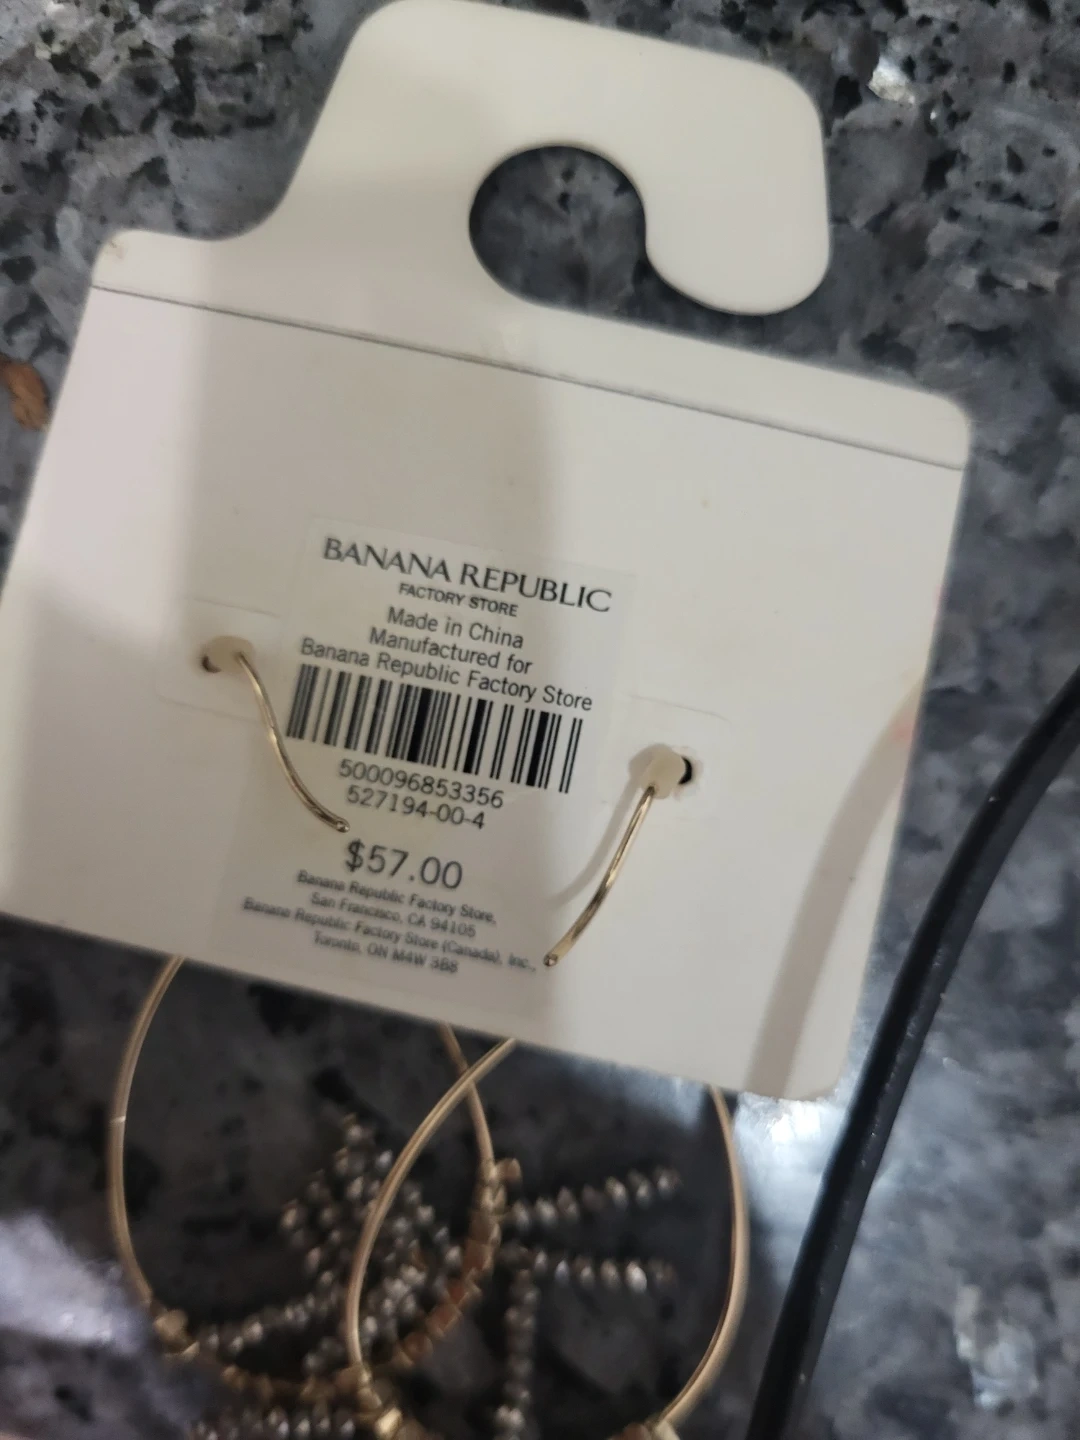 BANANA REPUBLIC
FACTORY STORE
Made in China
Manufactured for
Banana Republic Factory Store
500096853356
527194-00-4
$57.00
Banana Republic Factory Store,
San Francisco, CA 94105
Banana Republic Factory Store (Canada), Inc.,
Toronto, ON M4W 3B8